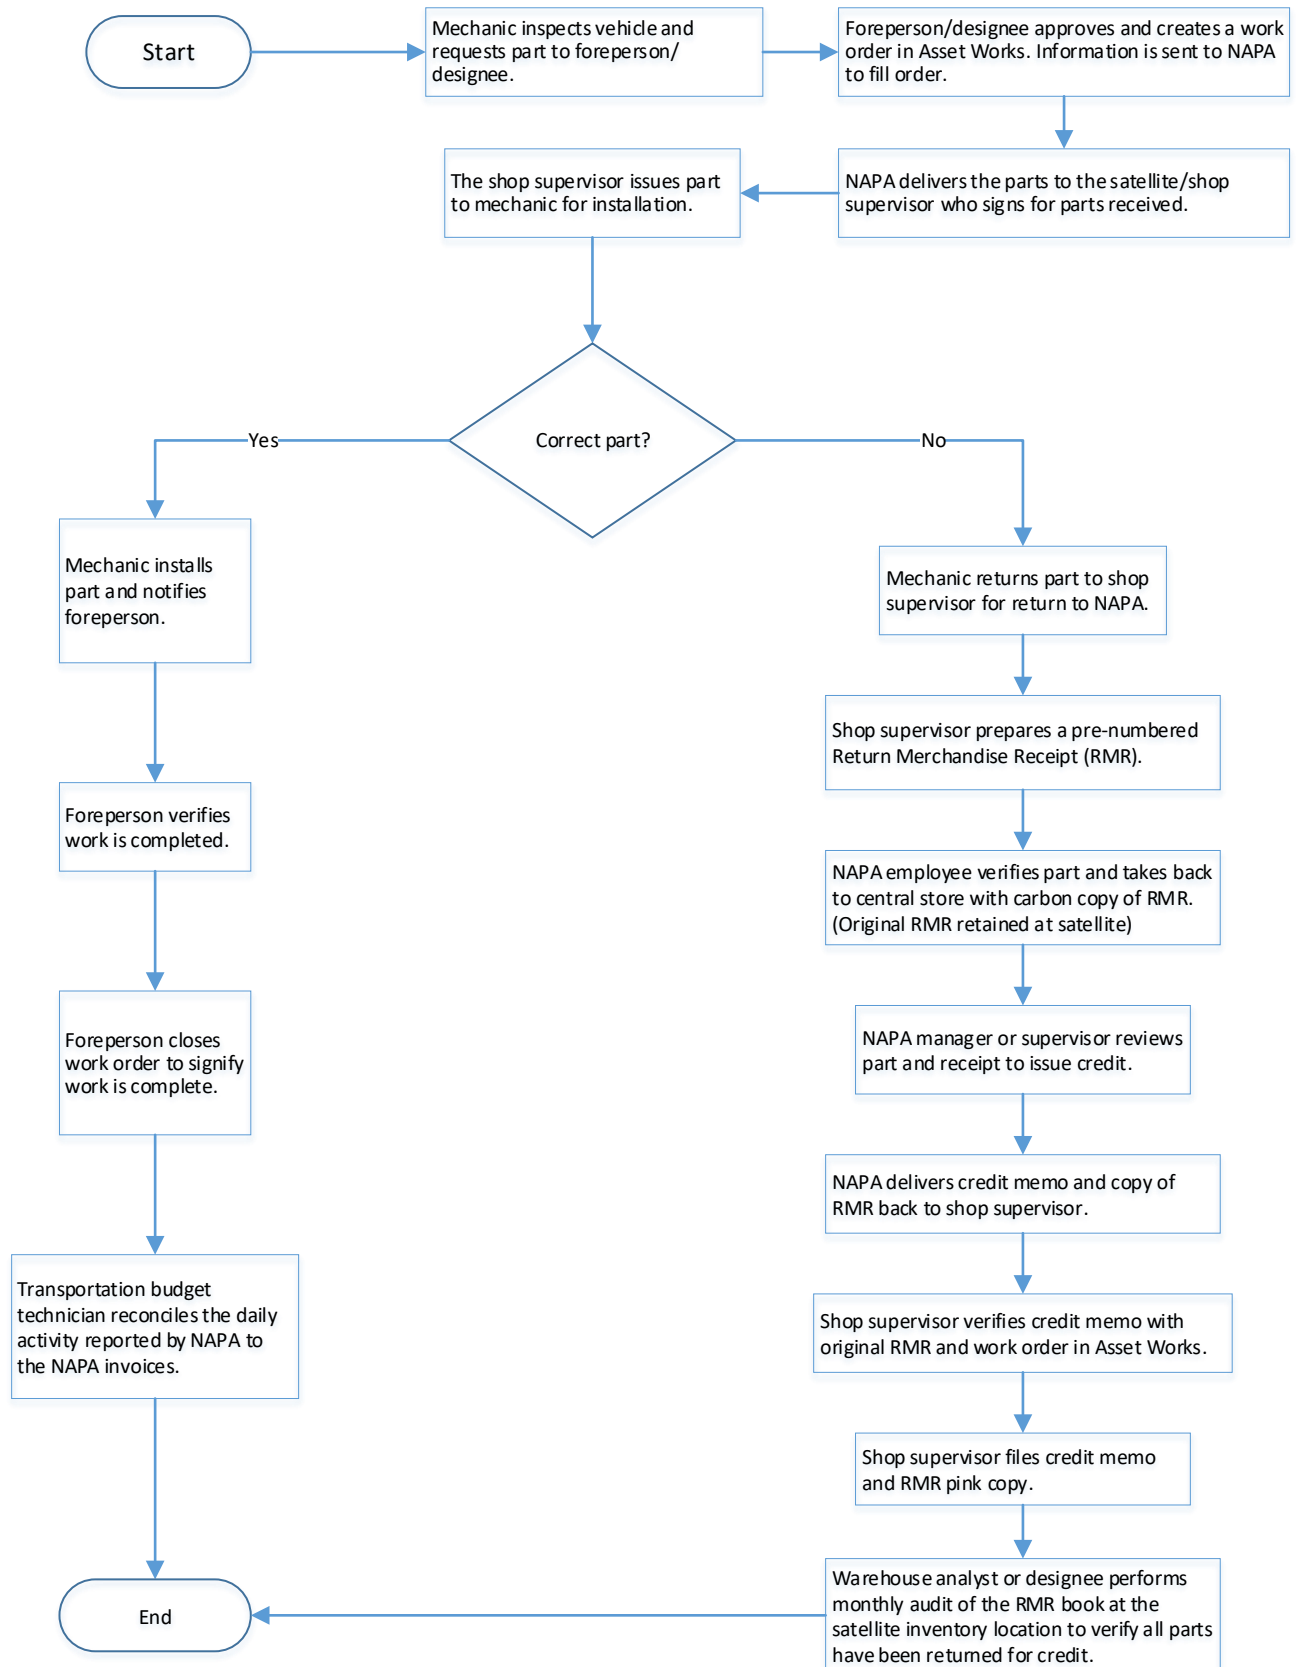 Start
Mechanic inspects vehicle and
requests part to foreperson/
designee.
Foreperson/designee approves and creates a work
order in Asset Works. Information is sent to NAPA
to fill order.
NAPA delivers the parts to the satellite/shop
supervisor who signs for parts received.
The shop supervisor issues part
to mechanic for installation.
Correct part?
Yes
No
Mechanic installs
part and notifies
foreperson.
Foreperson verifies
work is completed.
Foreperson closes
work order to signify
work is complete.
Transportation budget
technician reconciles the daily
activity reported by NAPA to
the NAPA invoices.
Mechanic returns part to shop
supervisor for return to NAPA.
Shop supervisor prepares a pre-numbered
Return Merchandise Receipt (RMR).
NAPA employee verifies part and takes back
to central store with carbon copy of RMR.
(Original RMR retained at satellite)
NAPA manager or supervisor reviews
part and receipt to issue credit.
NAPA delivers credit memo and copy of
RMR back to shop supervisor.
Shop supervisor verifies credit memo with
original RMR and work order in Asset Works.
Shop supervisor files credit memo
and RMR pink copy.
Warehouse analyst or designee performs
monthly audit of the RMR book at the
satellite inventory location to verify all parts
have been returned for credit.
End